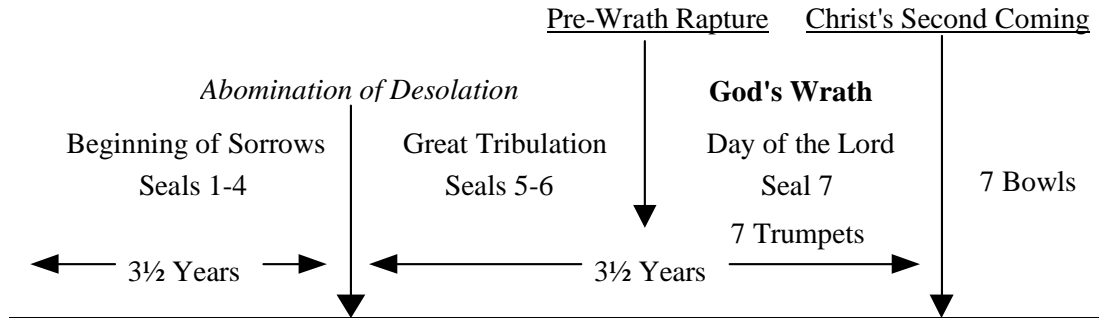 Pre-Wrath Rapture Christ's Second Coming
Abomination of Desolation God's Wrath
Beginning of Sorrows Great Tribulation Day of the Lord
Seals 1-4 Seals 5-6 Seal 7 7 Bowls
7 Trumpets
3½ Years 3½ Years